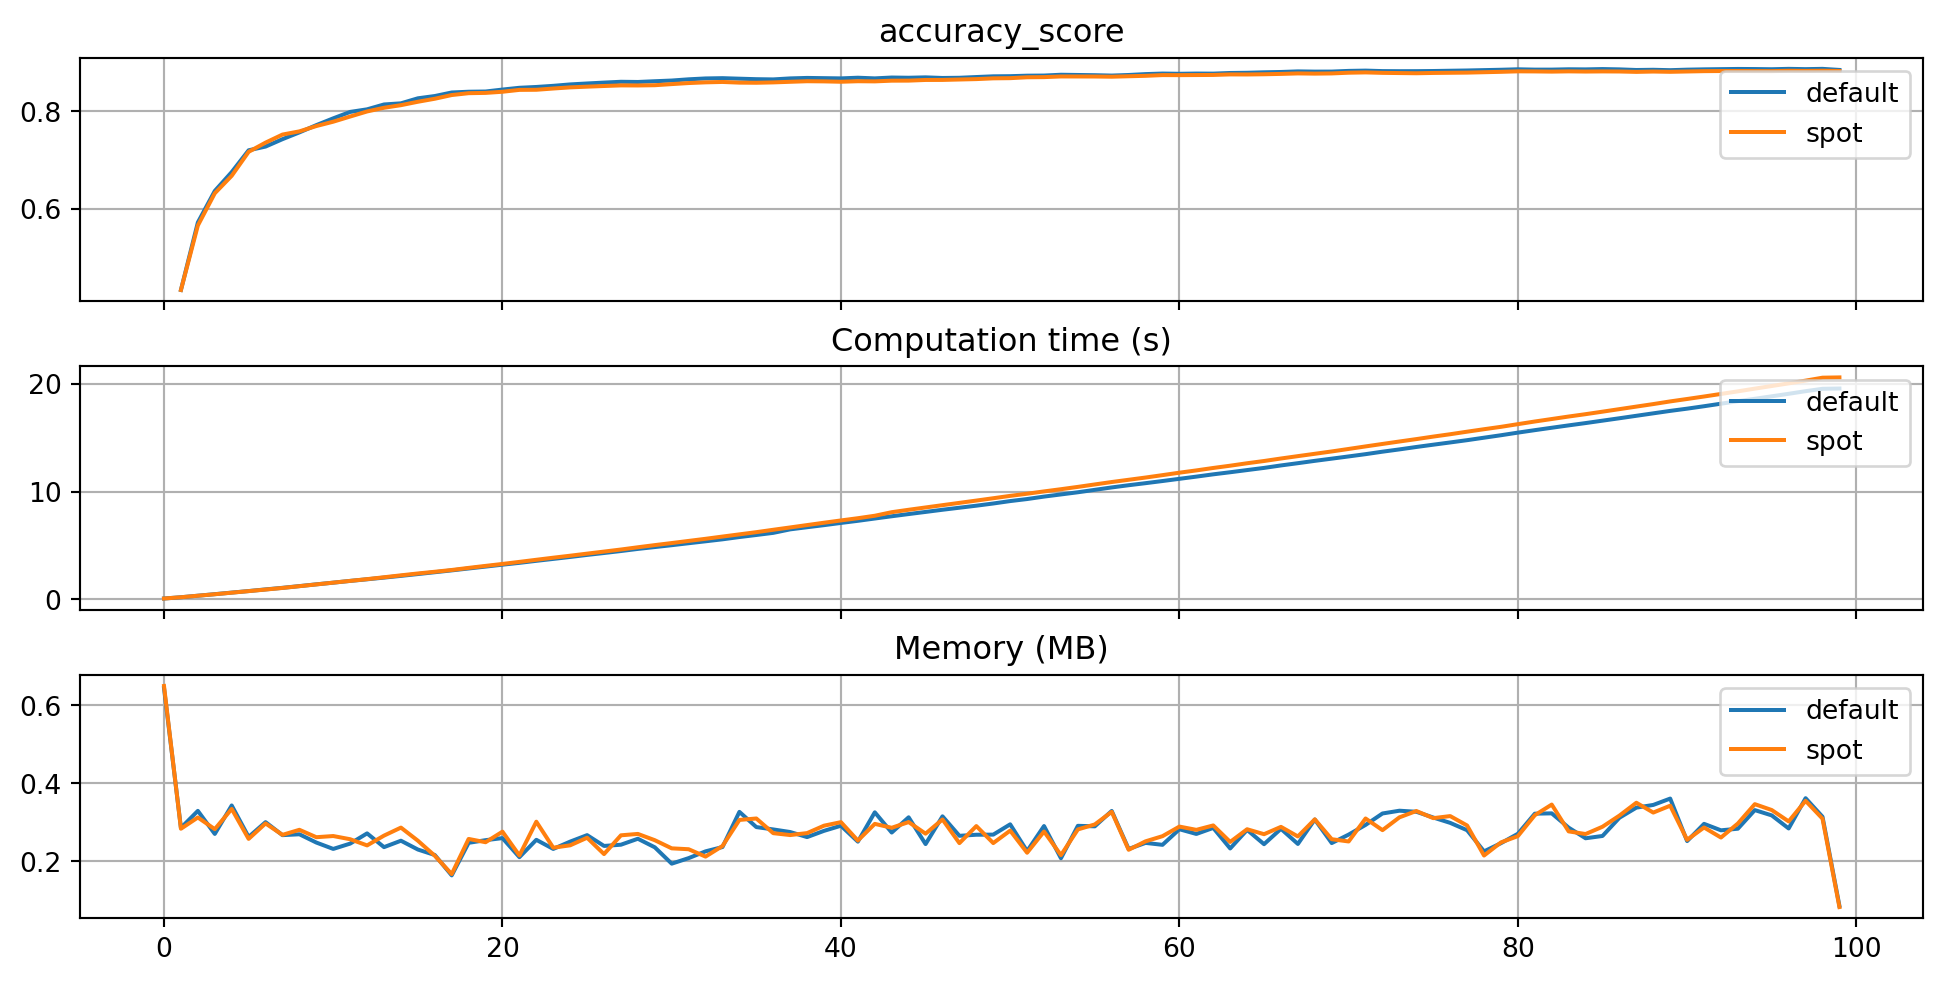 accuracy_score
0.8
0.6
default
spot
Computation time (s)
20
10
0
default
spot
Memory (MB)
0.6
0.4
0.2
default
spot
0 20 40 60 80 100